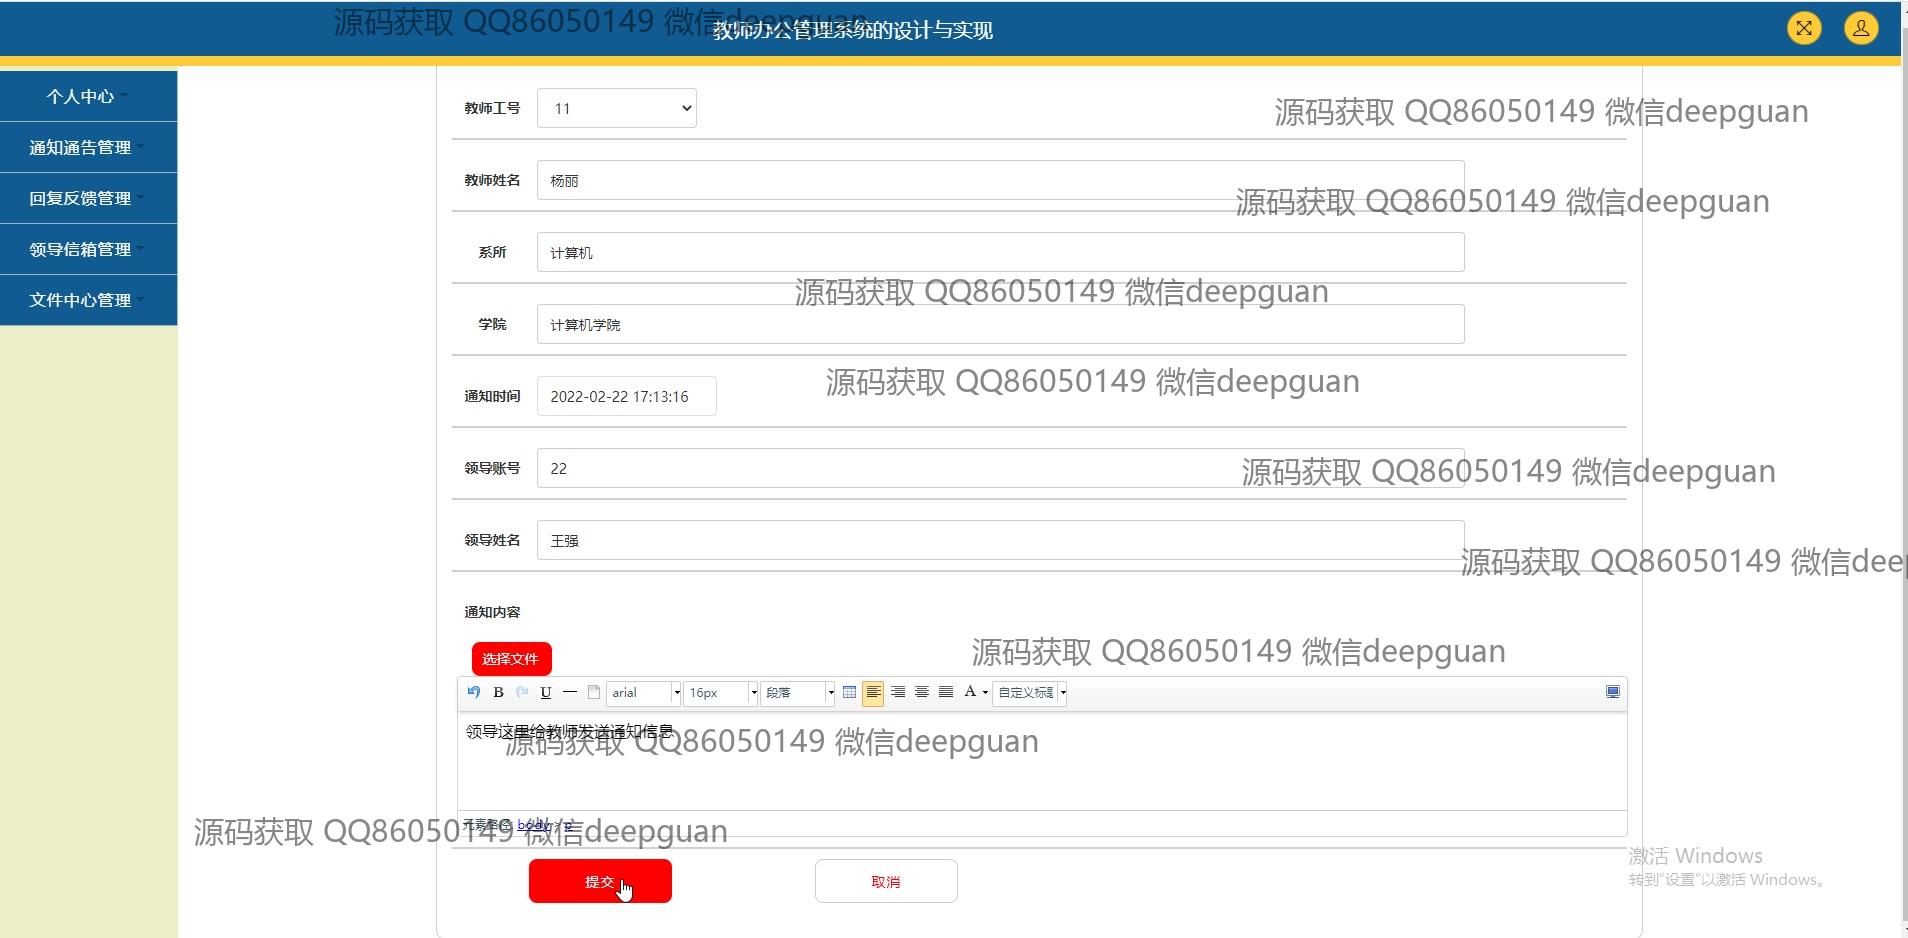 源码获取 QQ86050149 微信deepguan
教师办公管理系统的设计与实现
个人中心
通知通告管理
回复反馈管理
领导信箱管理
文件中心管理
教师工号 11
源码获取 QQ86050149 微信deepguan
教师姓名 杨丽
源码获取 QQ86050149 微信deepguan
系所 计算机
源码获取 QQ86050149 微信deepguan
学院 计算机学院
源码获取 QQ86050149 微信deepguan
通知时间 2022-02-22 17:13:16
领导账号 22
源码获取 QQ86050149 微信deepguan
领导姓名 王强
源码获取 QQ86050149 微信dee
通知内容
源码获取 QQ86050149 微信deepguan
选择文件
B U arial 16px 段落 A 自定义标题
领导这里给教师发送通知信息
源码获取 QQ86050149 微信deepguan
元素路径: body > p
源码获取 QQ86050149 微信deepguan
提交 取消
激活 Windows
转到“设置”以激活 Windows。